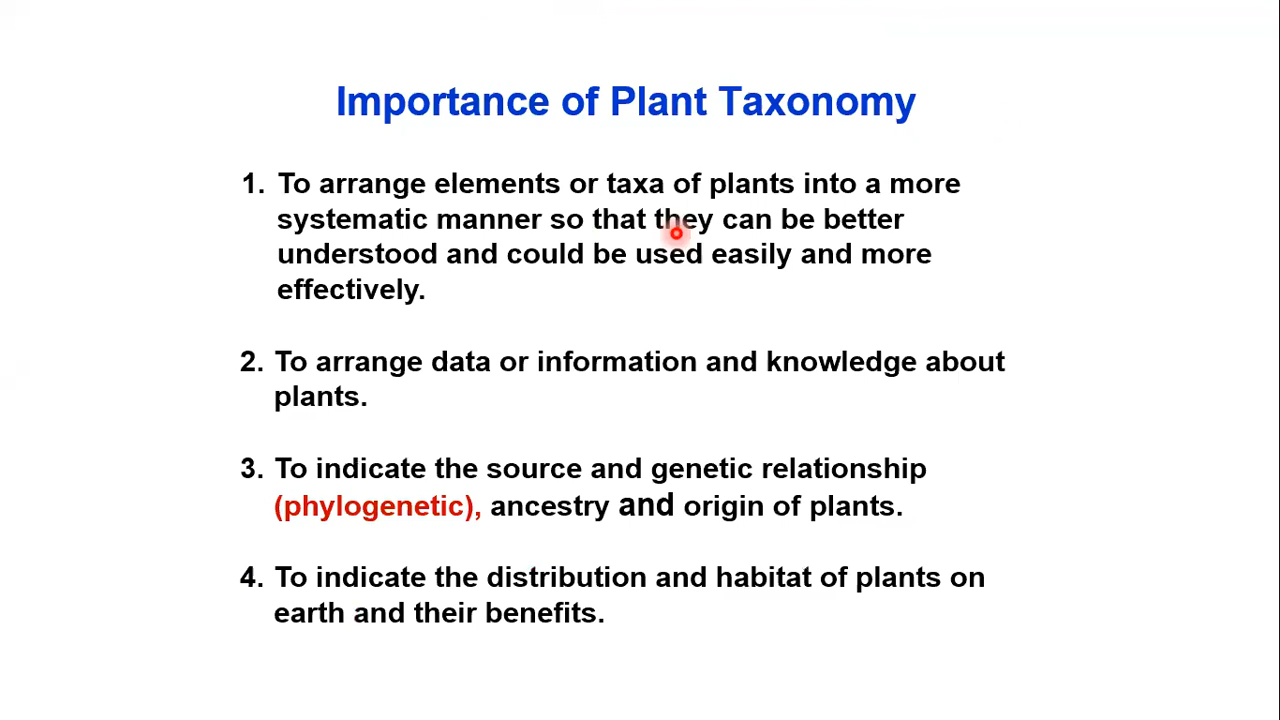 Importance of Plant Taxonomy
1. To arrange elements or taxa of plants into a more
systematic manner so that they can be better
understood and could be used easily and more
effectively.
2. To arrange data or information and knowledge about
plants.
3. To indicate the source and genetic relationship
(phylogenetic), ancestry and origin of plants.
4. To indicate the distribution and habitat of plants on
earth and their benefits.